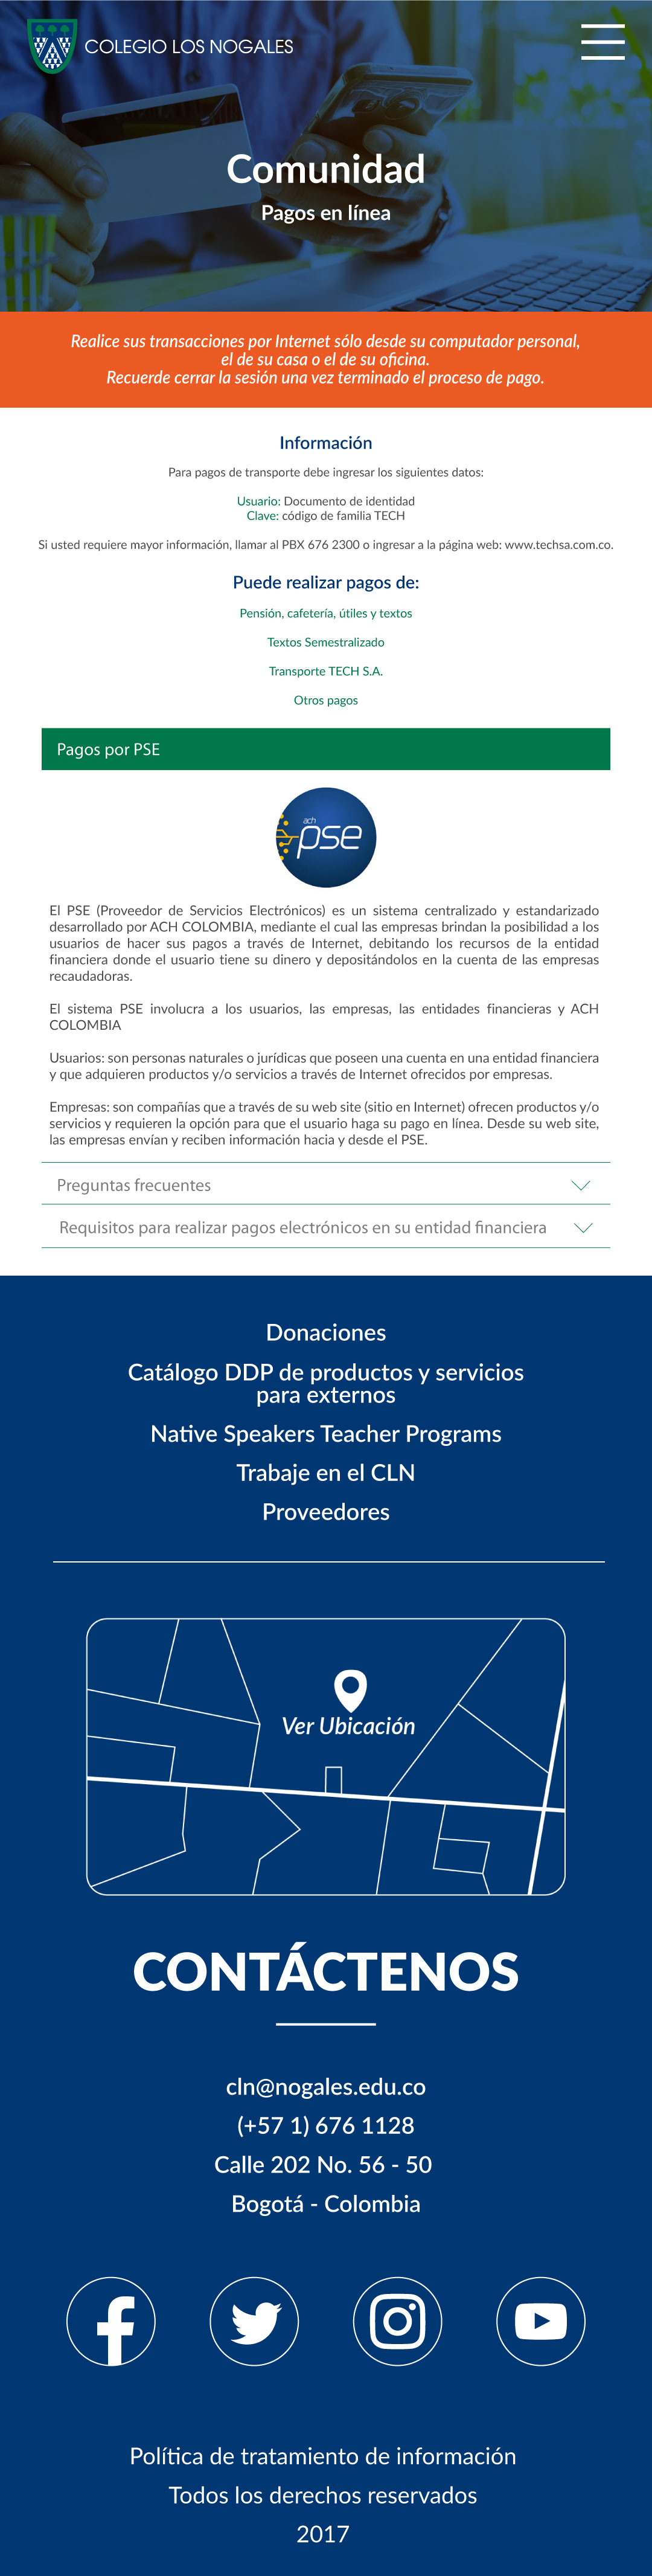 COLEGIO LOS NOGALES
Comunidad
Pagos en línea
Realice sus transacciones por Internet sólo desde su computador personal,
el de su casa o el de su oficina.
Recuerde cerrar la sesión una vez terminado el proceso de pago.
Información
Para pagos de transporte debe ingresar los siguientes datos:
Usuario: Documento de identidad
Clave: código de familia TECH
Si usted requiere mayor información, llamar al PBX 676 2300 o ingresar a la página web: www.techsa.com.co.
Puede realizar pagos de:
Pensión, cafetería, útiles y textos
Textos Semestralizado
Transporte TECH S.A.
Otros pagos
Pagos por PSE
ach
pse
El PSE (Proveedor de Servicios Electrónicos) es un sistema centralizado y estandarizado
desarrollado por ACH COLOMBIA, mediante el cual las empresas brindan la posibilidad a los
usuarios de hacer sus pagos a través de Internet, debitando los recursos de la entidad
financiera donde el usuario tiene su dinero y depositándolos en la cuenta de las empresas
recaudadoras.
El sistema PSE involucra a los usuarios, las empresas, las entidades financieras y ACH
COLOMBIA
Usuarios: son personas naturales o jurídicas que poseen una cuenta en una entidad financiera
y que adquieren productos y/o servicios a través de Internet ofrecidos por empresas.
Empresas: son compañías que a través de su web site (sitio en Internet) ofrecen productos y/o
servicios y requieren la opción para que el usuario haga su pago en línea. Desde su web site,
las empresas envían y reciben información hacia y desde el PSE.
Preguntas frecuentes
Requisitos para realizar pagos electrónicos en su entidad financiera
Donaciones
Catálogo DDP de productos y servicios
para externos
Native Speakers Teacher Programs
Trabaje en el CLN
Proveedores
Ver Ubicación
CONTÁCTENOS
cln@nogales.edu.co
(+57 1) 676 1128
Calle 202 No. 56 - 50
Bogotá - Colombia
Política de tratamiento de información
Todos los derechos reservados
2017